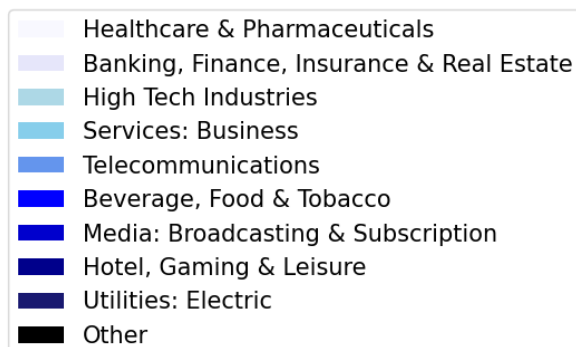 Healthcare & Pharmaceuticals
Banking, Finance, Insurance & Real Estate
High Tech Industries
Services: Business
Telecommunications
Beverage, Food & Tobacco
Media: Broadcasting & Subscription
Hotel, Gaming & Leisure
Utilities: Electric
Other